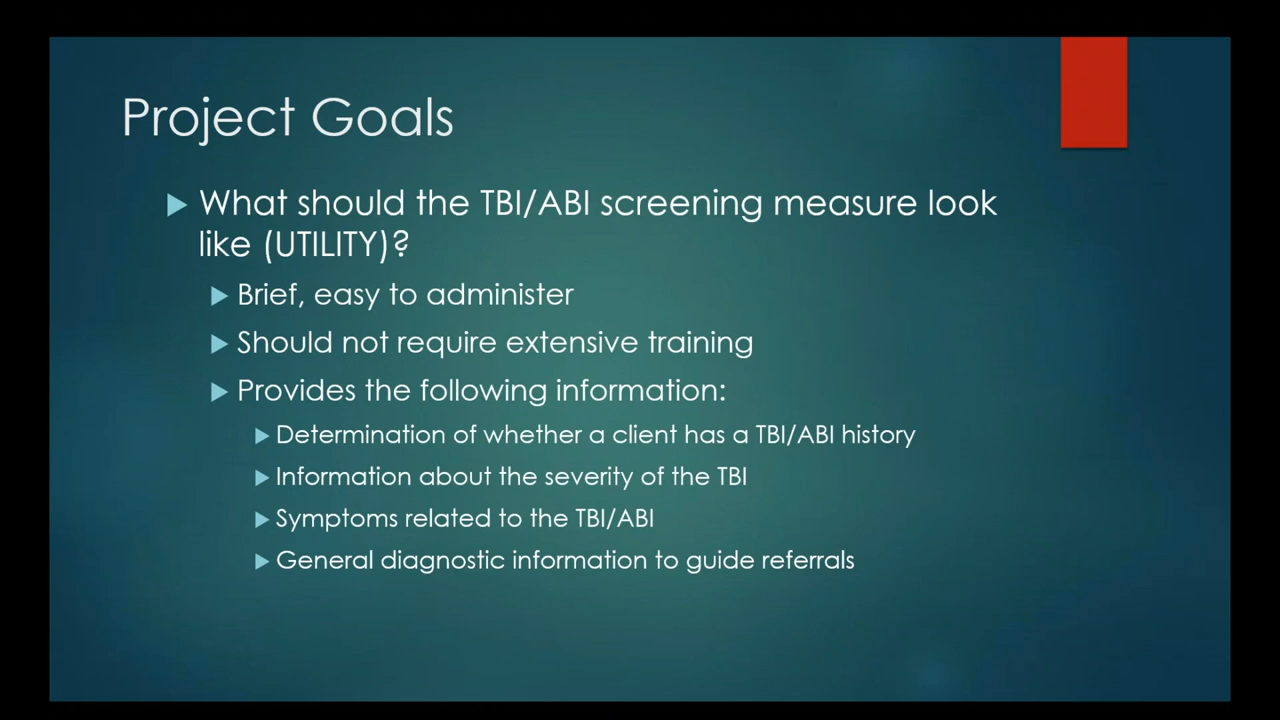 Project Goals
What should the TBI/ABI screening measure look
like (UTILITY)?
Brief, easy to administer
Should not require extensive training
Provides the following information:
Determination of whether a client has a TBI/ABI history
Information about the severity of the TBI
Symptoms related to the TBI/ABI
General diagnostic information to guide referrals